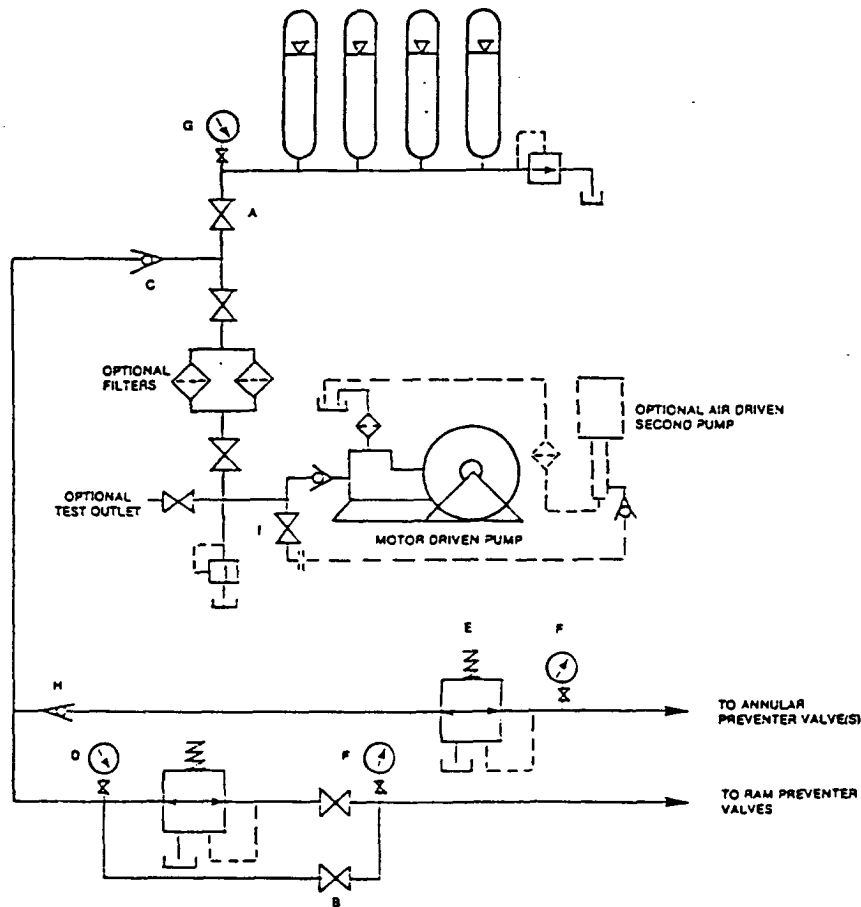 G
A
C
OPTIONAL
FILTERS
OPTIONAL AIR DRIVEN
SECOND PUMP
OPTIONAL
TEST OUTLET
I
MOTOR DRIVEN PUMP
E
F
H
TO ANNULAR
PREVENTER VALVE(S)
D
F
TO RAM PREVENTER
VALVES
B